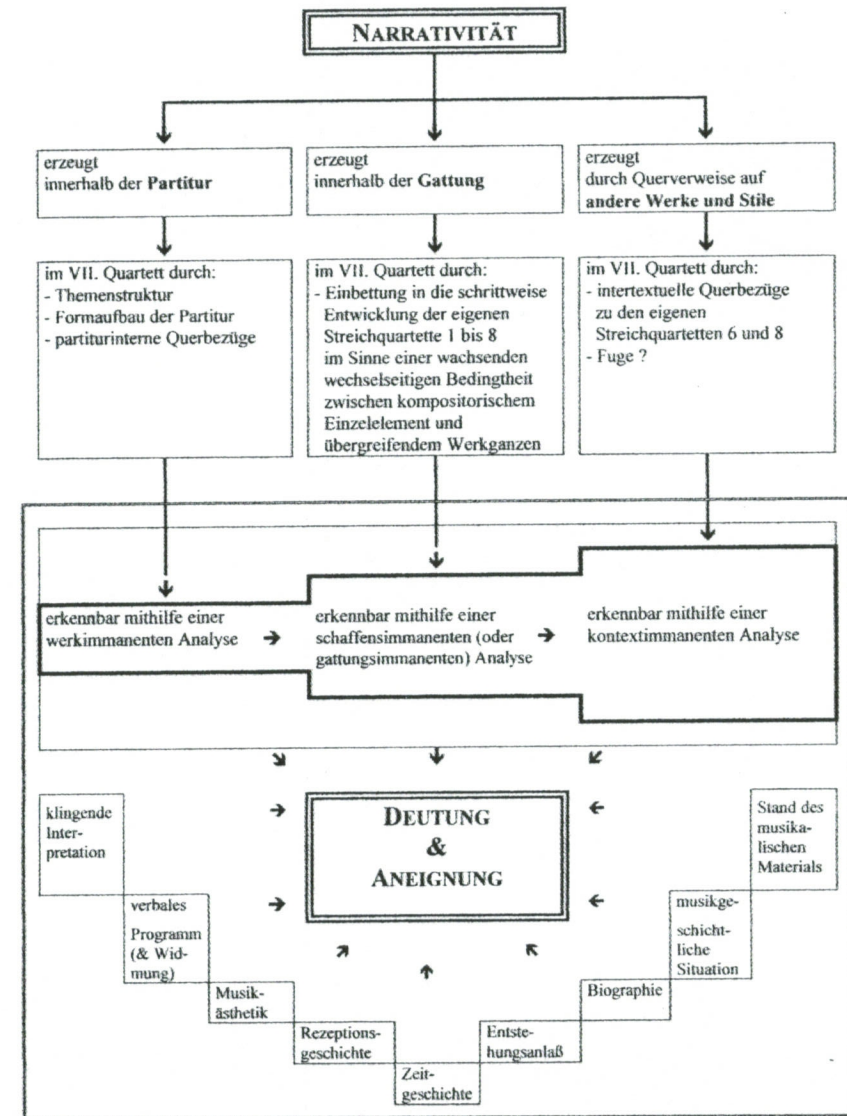 NARRATIVITÄT
erzeugt
innerhalb der Partitur
erzeugt
innerhalb der Gattung
erzeugt
durch Querverweise auf
andere Werke und Stile
im VII. Quartett durch:
- Themenstruktur
- Formaufbau der Partitur
- partiturinterne Querbezüge
im VII. Quartett durch:
- Einbettung in die schrittweise
Entwicklung der eigenen
Streichquartette 1 bis 8
im Sinne einer wachsenden
wechselseitigen Bedingtheit
zwischen kompositorischem
Einzelelement und
übergreifendem Werkganzen
im VII. Quartett durch:
- intertextuelle Querbezüge
zu den eigenen
Streichquartetten 6 und 8
- Fuge ?
erkennbar mithilfe einer
werkimmanenten Analyse
erkennbar mithilfe einer
schaffensimmanenten (oder
gattungsimmanenten) Analyse
erkennbar mithilfe einer
kontextimmanenten Analyse
DEUTUNG
&
ANEIGNUNG
klingende
Inter-
pretation
verbales
Programm
(& Wid-
mung)
Musik-
ästhetik
Rezeptions-
geschichte
Zeit-
geschichte
Entste-
hungsanlaß
Biographie
musikge-
schicht-
liche
Situation
Stand des
musika-
lischen
Materials